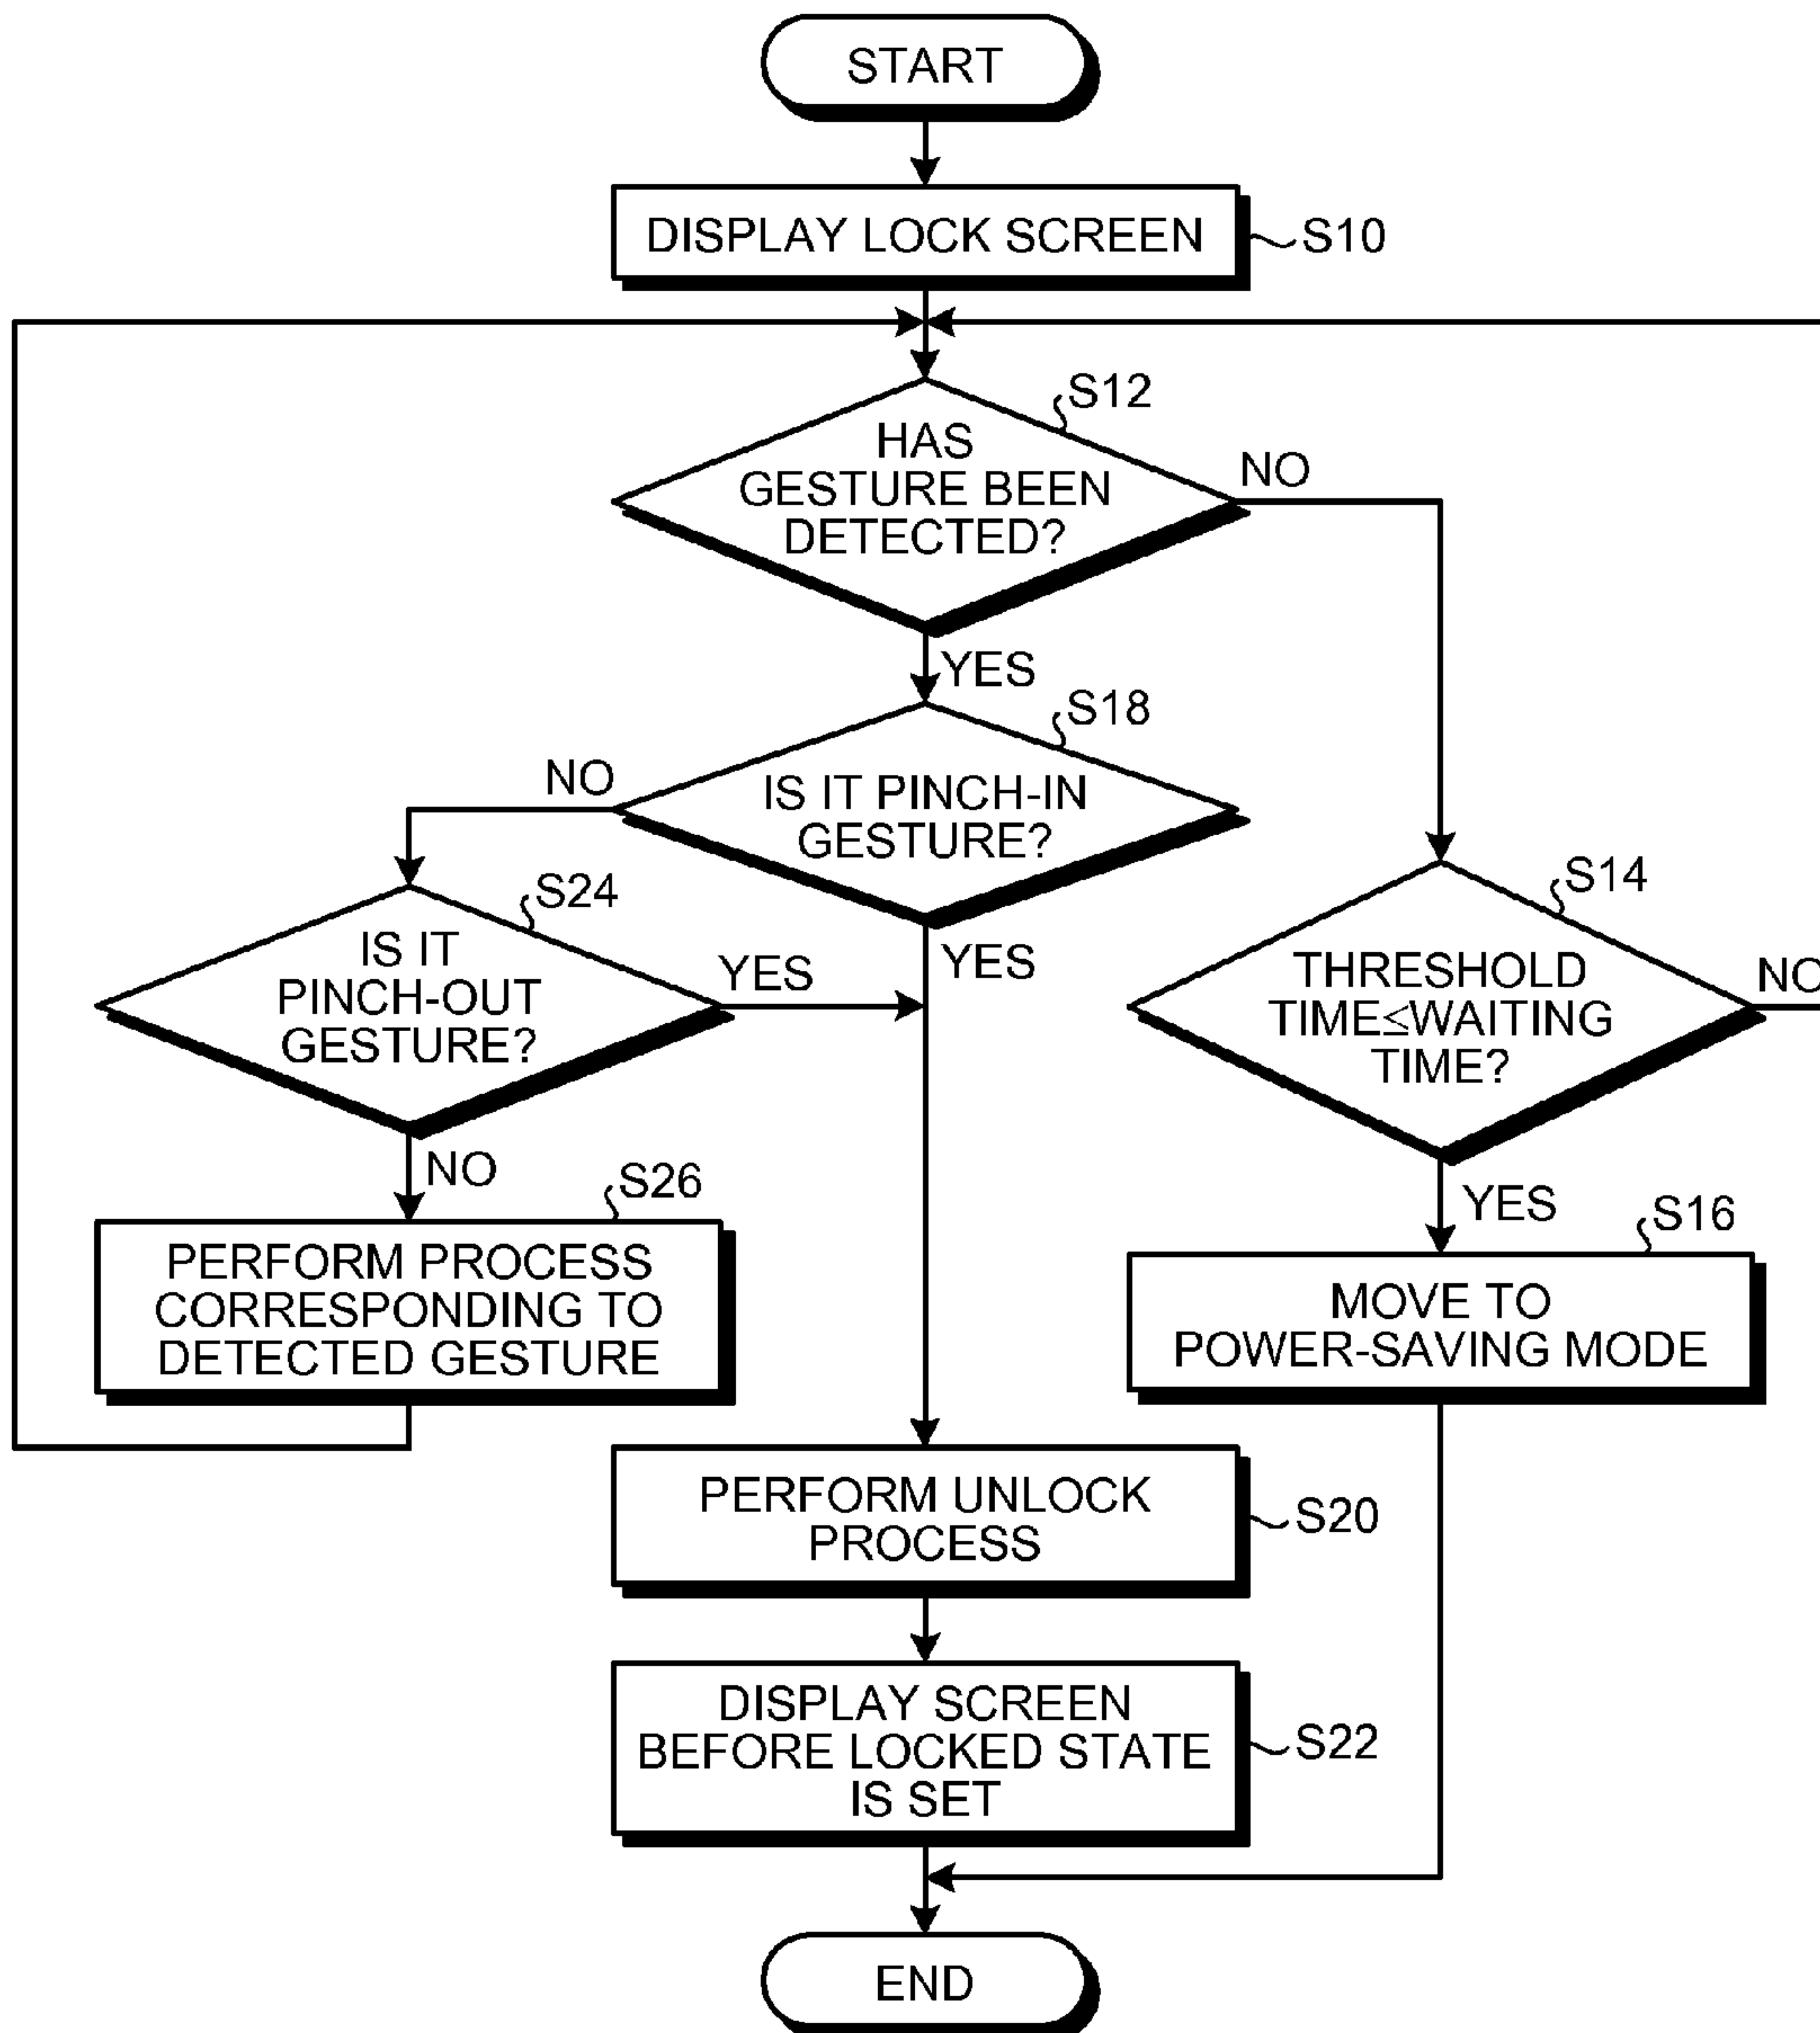 START
DISPLAY LOCK SCREEN
S10
S12
HAS
GESTURE BEEN
DETECTED?
NO
YES
S18
IS IT PINCH-IN
GESTURE?
NO
YES
S24
IS IT
PINCH-OUT
GESTURE?
YES
NO
S14
THRESHOLD
TIME≤WAITING
TIME?
NO
YES
S26
PERFORM PROCESS
CORRESPONDING TO
DETECTED GESTURE
S16
MOVE TO
POWER-SAVING MODE
PERFORM UNLOCK
PROCESS
S20
DISPLAY SCREEN
BEFORE LOCKED STATE
IS SET
S22
END